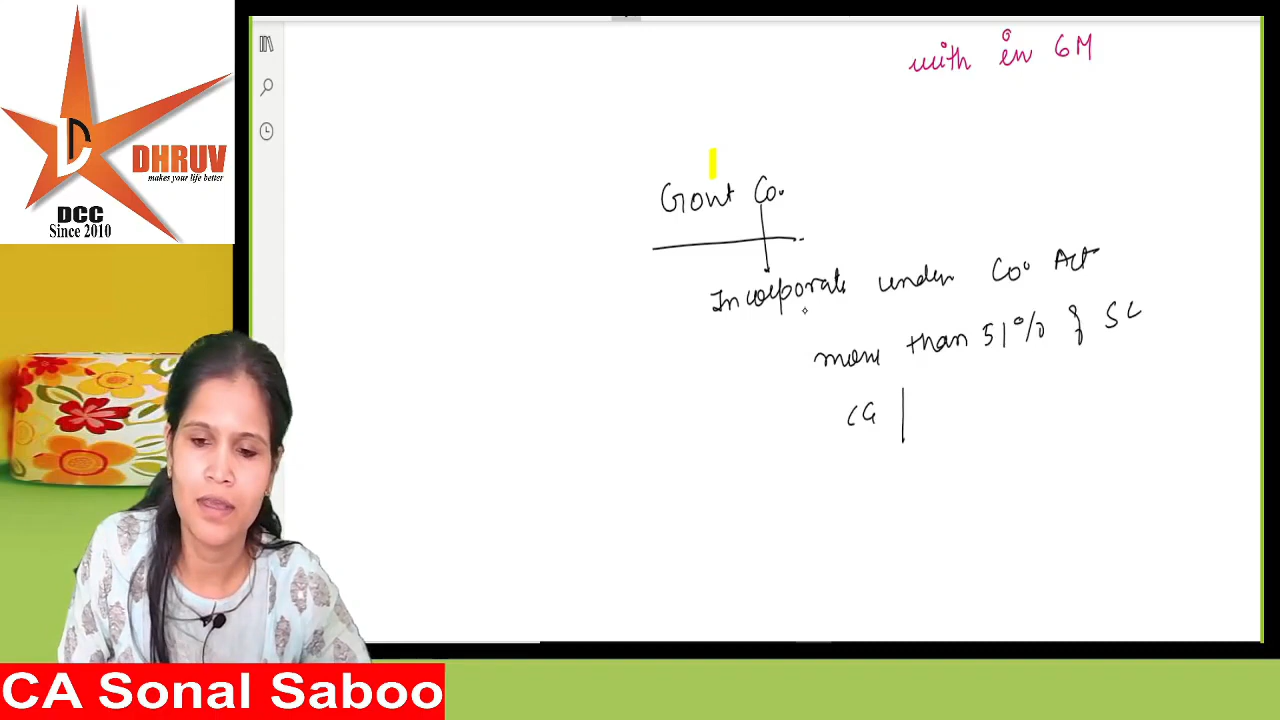 with in 6M
DHRUV
makes your life better
DCC
Since 2010
Govt Co.
Incorporate under Co. Act
more than 51% of SC
CG |
CA Sonal Saboo